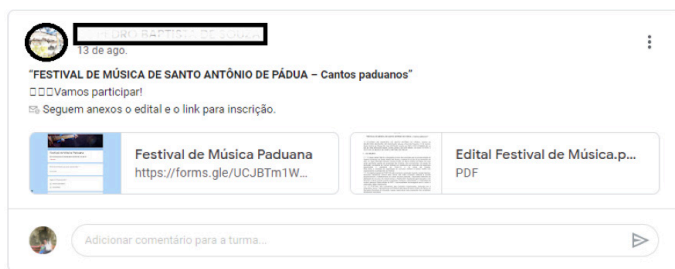 13 de ago.
"FESTIVAL DE MÚSICA DE SANTO ANTÔNIO DE PÁDUA – Cantos paduanos"
Vamos participar!
Seguem anexos o edital e o link para inscrição.
Festival de Música Paduana
https://forms.gle/UCJBTm1W...
Edital Festival de Música.p...
PDF
Adicionar comentário para a turma...